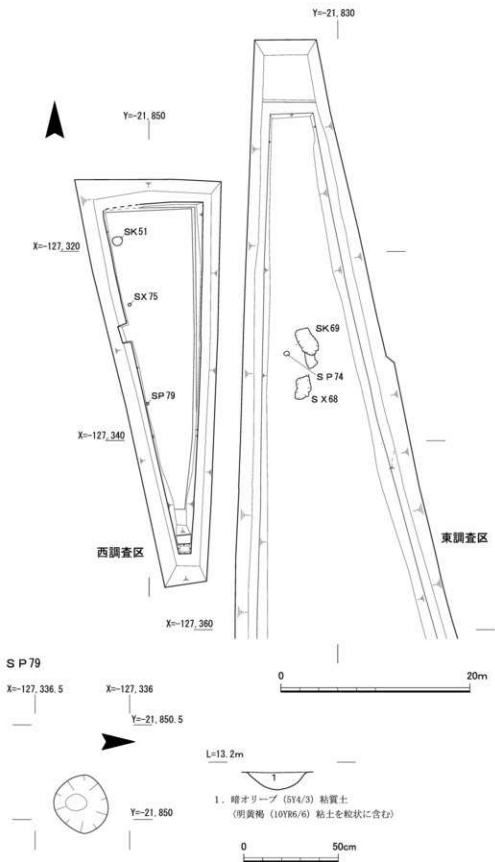 Y=-21,830
Y=-21,850
SK51
X=-127,320
SX75
SK69
SP74
SX68
SP79
X=-127,340
西調査区
東調査区
X=-127,360
SP79
0 20m
X=-127,336.5 X=-127,336
Y=-21,850.5
L=13.2m
1
Y=-21,850
1. 暗オリーブ (5Y4/3) 粘質土
(明黄褐 (10YR6/6) 粘土を粒状に含む)
0 50cm